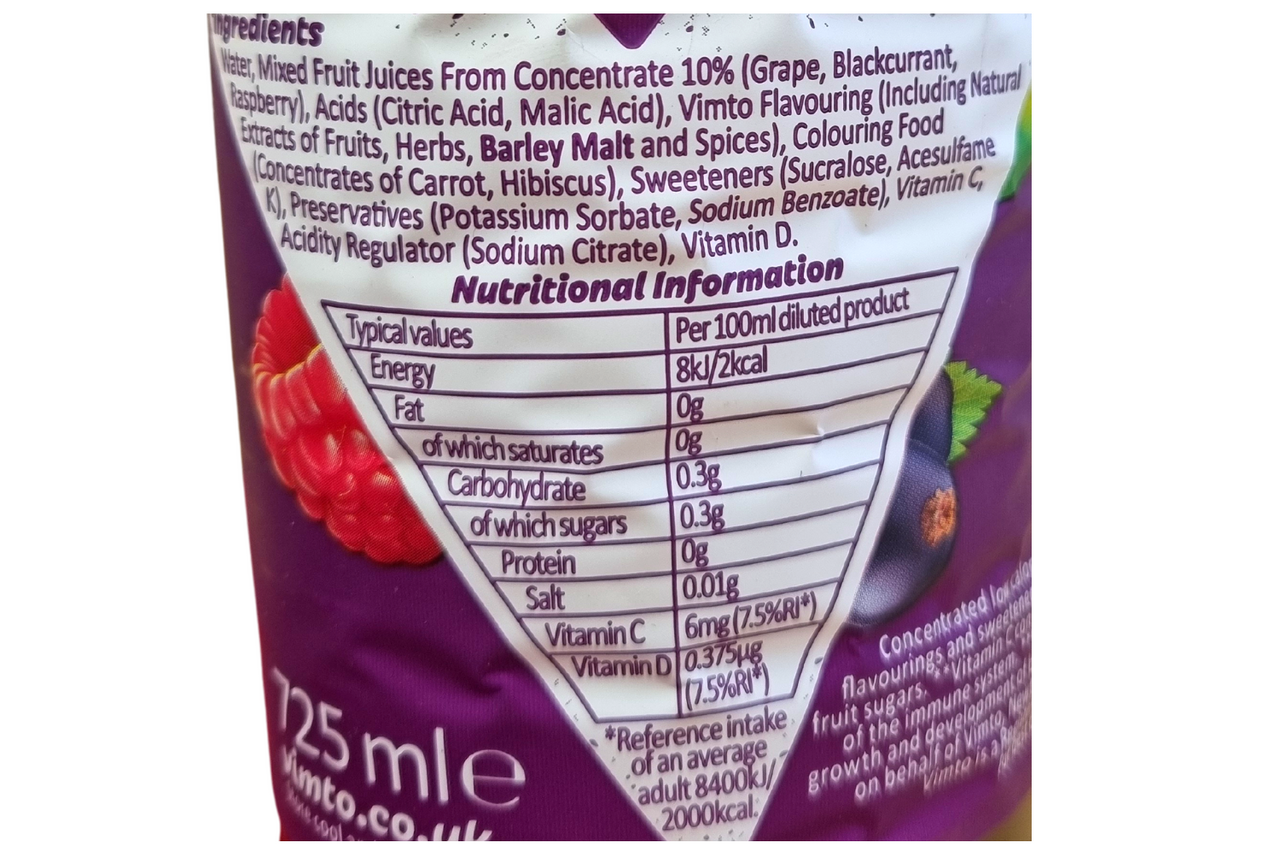 Ingredients
Water, Mixed Fruit Juices From Concentrate 10% (Grape, Blackcurrant,
Raspberry), Acids (Citric Acid, Malic Acid), Vimto Flavouring (Including Natural
Extracts of Fruits, Herbs, Barley Malt and Spices), Colouring Food
(Concentrates of Carrot, Hibiscus), Sweeteners (Sucralose, Acesulfame
K), Preservatives (Potassium Sorbate, Sodium Benzoate), Vitamin C,
Acidity Regulator (Sodium Citrate), Vitamin D.
Nutritional Information
Typical values Per 100ml diluted product
Energy 8kJ/2kcal
Fat 0g
of which saturates 0g
Carbohydrate 0.3g
of which sugars 0.3g
Protein 0g
Salt 0.01g
Vitamin C 6mg (7.5%RI*)
Vitamin D 0.375µg
(7.5%RI*)
*Reference intake
of an average
adult 8400kJ/
2000kcal.
725 ml e
vimto.co.uk
Concentrated low
flavourings and
fruit sugars. *Vitamin C
of the immune system,
growth and development of
on behalf of Vimto,
Vimto is a